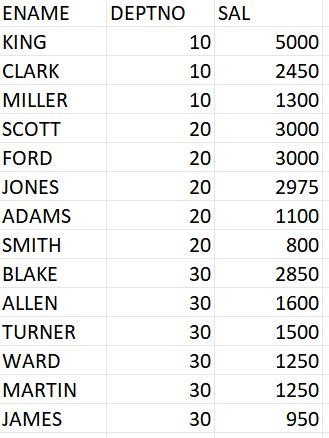 ENAME DEPTNO SAL
KING 10 5000
CLARK 10 2450
MILLER 10 1300
SCOTT 20 3000
FORD 20 3000
JONES 20 2975
ADAMS 20 1100
SMITH 20 800
BLAKE 30 2850
ALLEN 30 1600
TURNER 30 1500
WARD 30 1250
MARTIN 30 1250
JAMES 30 950